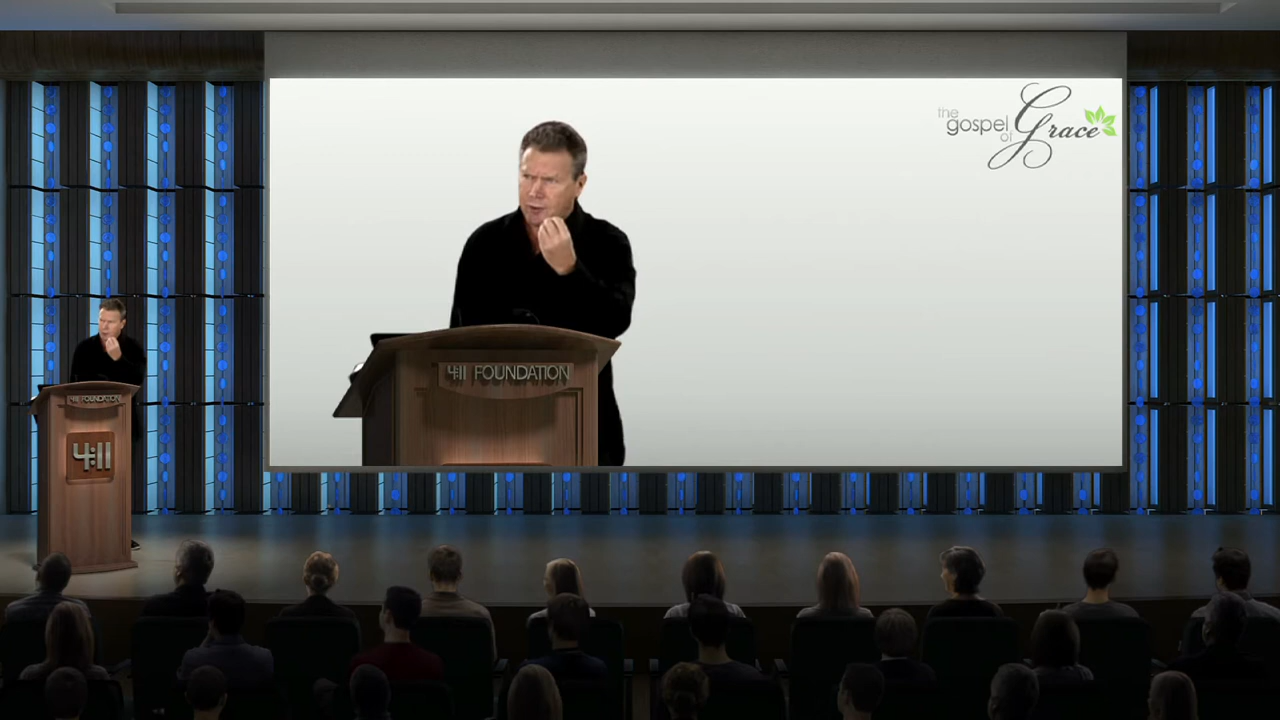 the
gospel
of
Grace
4:11 FOUNDATION
4:11 FOUNDATION
4:11